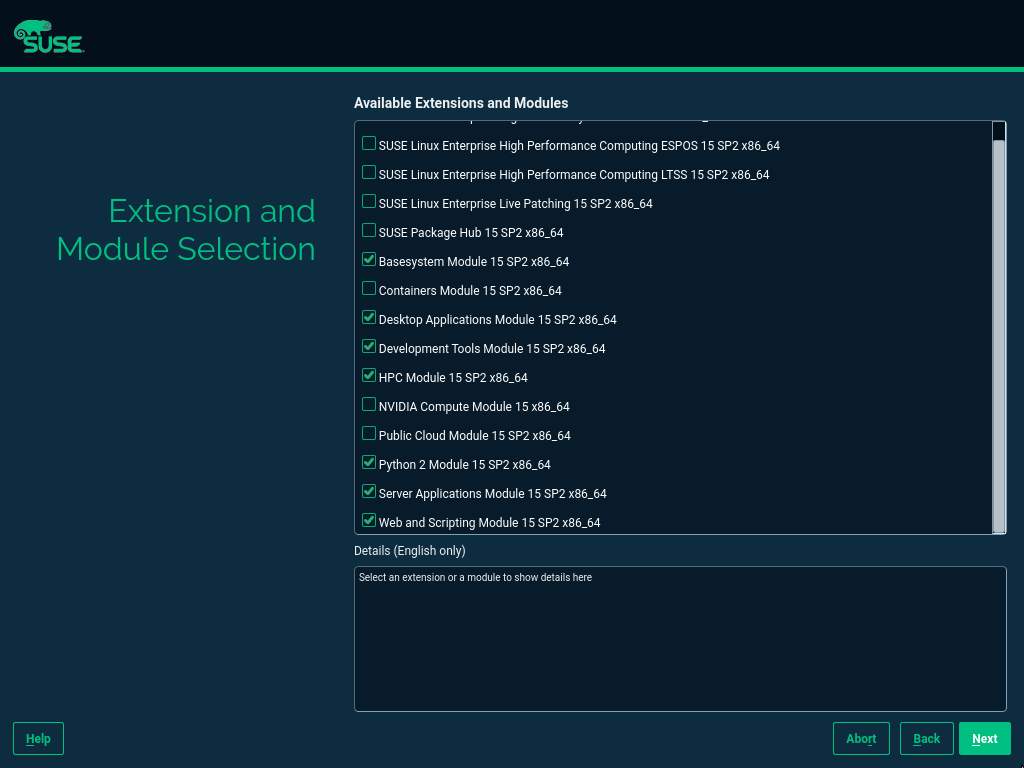 SUSE
Extension and
Module Selection
Available Extensions and Modules
SUSE Linux Enterprise High Performance Computing ESPOS 15 SP2 x86_64
SUSE Linux Enterprise High Performance Computing LTSS 15 SP2 x86_64
SUSE Linux Enterprise Live Patching 15 SP2 x86_64
SUSE Package Hub 15 SP2 x86_64
Basesystem Module 15 SP2 x86_64
Containers Module 15 SP2 x86_64
Desktop Applications Module 15 SP2 x86_64
Development Tools Module 15 SP2 x86_64
HPC Module 15 SP2 x86_64
NVIDIA Compute Module 15 x86_64
Public Cloud Module 15 SP2 x86_64
Python 2 Module 15 SP2 x86_64
Server Applications Module 15 SP2 x86_64
Web and Scripting Module 15 SP2 x86_64
Details (English only)
Select an extension or a module to show details here
Help
Abort
Back
Next